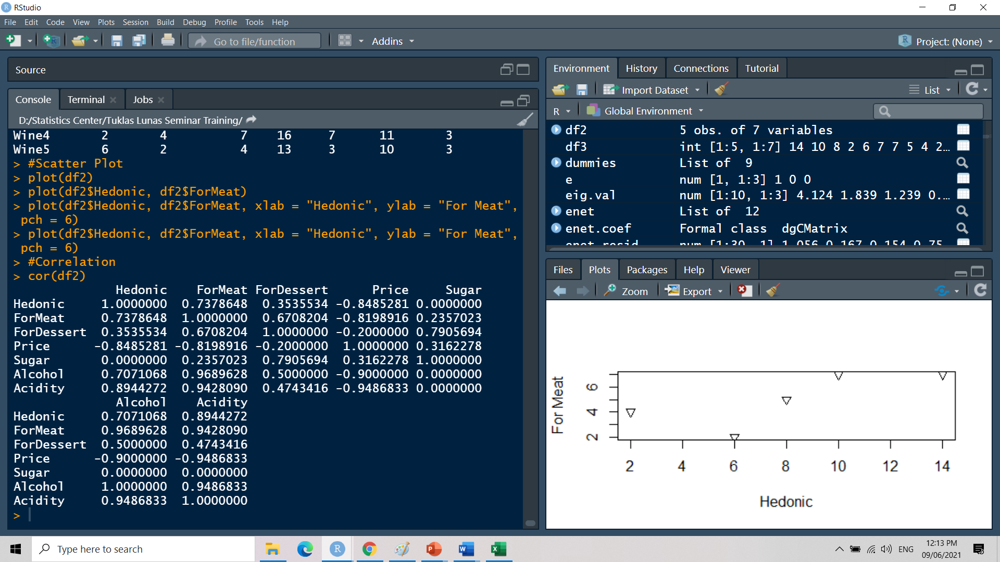 RStudio
File Edit Code View Plots Session Build Debug Profile Tools Help
Go to file/function Addins Project: (None)
Source
Console Terminal Jobs
D:/Statistics Center/Tuklas Lunas Seminar Training/
Wine4 2 4 7 16 7 11 3
Wine5 6 2 4 13 3 10 3
> #Scatter Plot
> plot(df2)
> plot(df2$Hedonic, df2$ForMeat)
> plot(df2$Hedonic, df2$ForMeat, xlab = "Hedonic", ylab = "For Meat",
pch = 6)
> plot(df2$Hedonic, df2$ForMeat, xlab = "Hedonic", ylab = "For Meat",
pch = 6)
> #Correlation
> cor(df2)
Hedonic ForMeat ForDessert Price Sugar
Hedonic 1.0000000 0.7378648 0.3535534 -0.8485281 0.0000000
ForMeat 0.7378648 1.0000000 0.6708204 -0.8198916 0.2357023
ForDessert 0.3535534 0.6708204 1.0000000 -0.2000000 0.7905694
Price -0.8485281 -0.8198916 -0.2000000 1.0000000 0.3162278
Sugar 0.0000000 0.2357023 0.7905694 0.3162278 1.0000000
Alcohol 0.7071068 0.9689628 0.5000000 -0.9000000 0.0000000
Acidity 0.8944272 0.9428090 0.4743416 -0.9486833 0.0000000
Alcohol Acidity
Hedonic 0.7071068 0.8944272
ForMeat 0.9689628 0.9428090
ForDessert 0.5000000 0.4743416
Price -0.9000000 -0.9486833
Sugar 0.0000000 0.0000000
Alcohol 1.0000000 0.9486833
Acidity 0.9486833 1.0000000
>
Environment History Connections Tutorial
Import Dataset List
R Global Environment
df2 5 obs. of 7 variables
df3 int [1:5, 1:7] 14 10 8 2 6 7 7 5 4 2…
dummies List of 9
e num [1, 1:3] 1 0 0
eig.val num [1:10, 1:3] 4.124 1.839 1.239 0.…
enet List of 12
enet.coef Formal class dgCMatrix
enet.resid num [1:30, 1] 1.056 0.167 0.154 0.75
Files Plots Packages Help Viewer
Zoom Export
For Meat
6
4
2
2 4 6 8 10 12 14
Hedonic
Type here to search
ENG
12:13 PM
09/06/2021